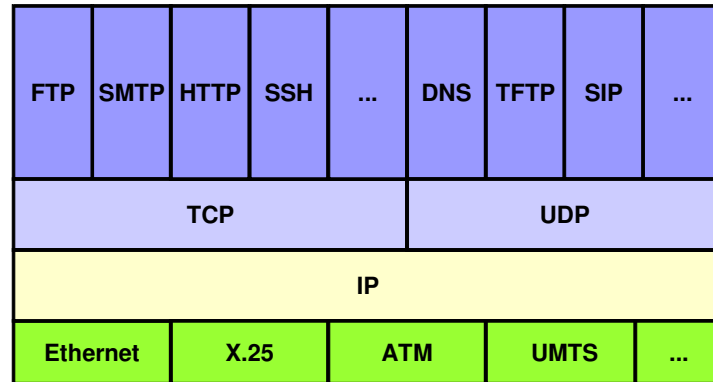 FTP SMTP HTTP SSH ... DNS TFTP SIP ...
TCP UDP
IP
Ethernet X.25 ATM UMTS ...